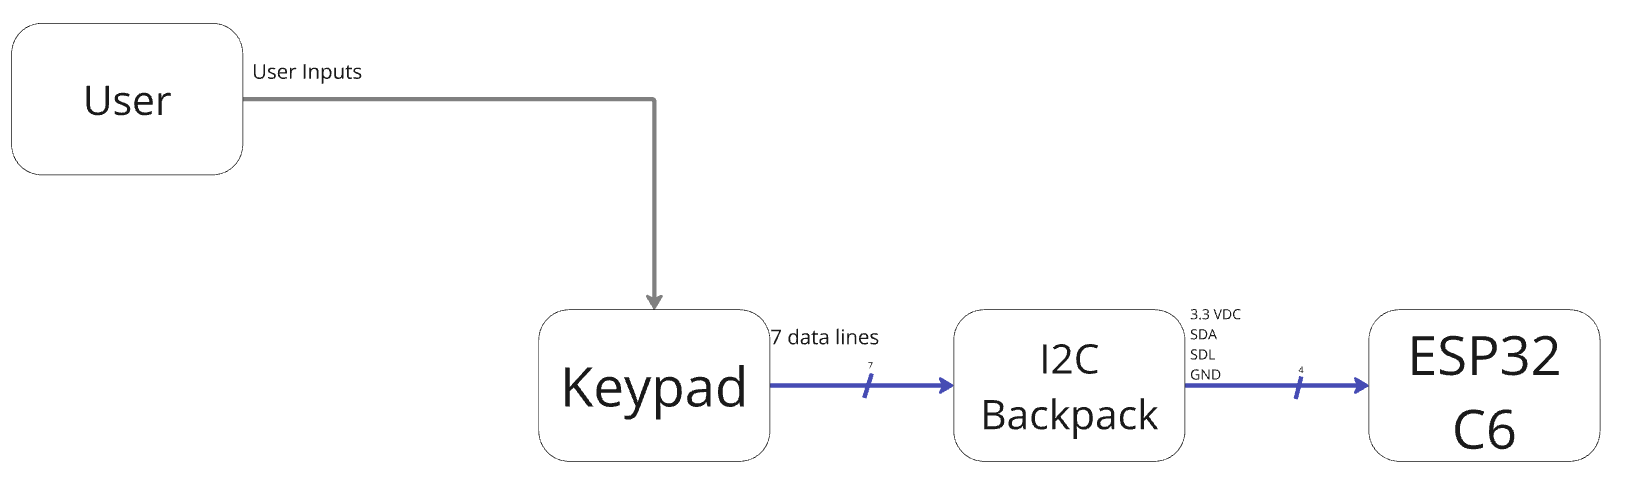 User
User Inputs
Keypad
7 data lines
7
I2C
Backpack
3.3 VDC
SDA
SDL
GND
4
ESP32
C6